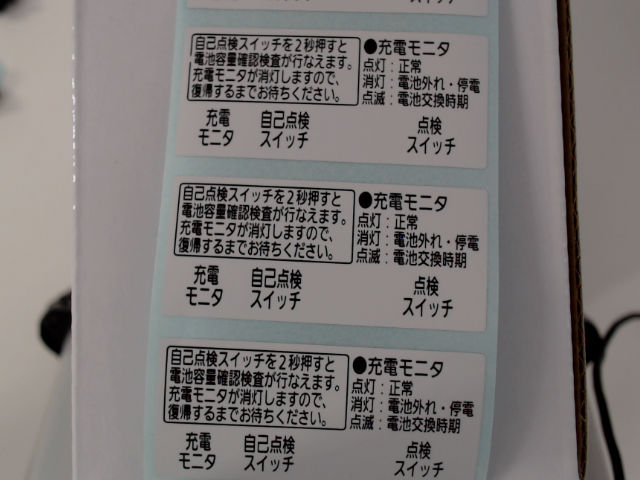 スイッチ
自己点検スイッチを2秒押すと
電池容量確認検査が行なえます。
充電モニタが消灯しますので、
復帰するまでお待ちください。
●充電モニタ
点灯：正常
消灯：電池外れ・停電
点滅：電池交換時期
充電 自己点検 点検
モニタ スイッチ スイッチ
自己点検スイッチを2秒押すと
電池容量確認検査が行なえます。
充電モニタが消灯しますので、
復帰するまでお待ちください。
●充電モニタ
点灯：正常
消灯：電池外れ・停電
点滅：電池交換時期
充電 自己点検 点検
モニタ スイッチ スイッチ
自己点検スイッチを2秒押すと
電池容量確認検査が行なえます。
充電モニタが消灯しますので、
復帰するまでお待ちください。
●充電モニタ
点灯：正常
消灯：電池外れ・停電
点滅：電池交換時期
充電 自己点検 点検
モニタ スイッチ スイッチ